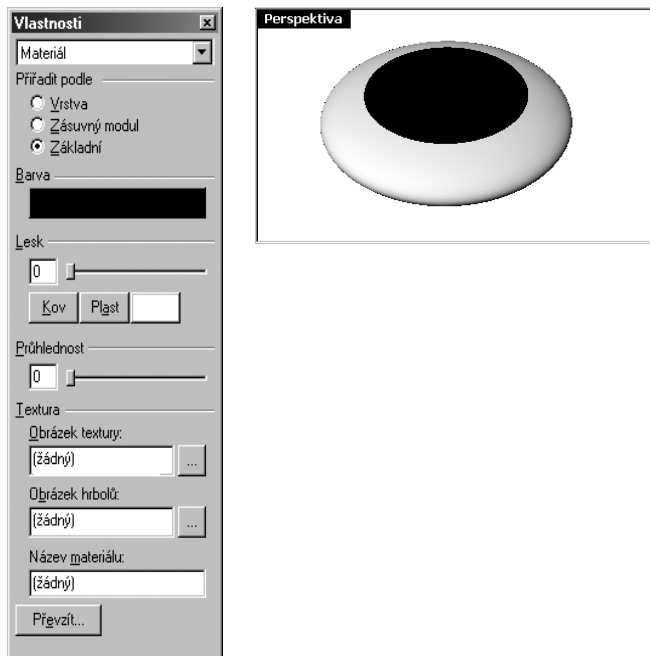 Vlastnosti
Materiál
Přiřadit podle
Vrstva
Zásuvný modul
Základní
Barva
Lesk
0
Kov Plast
Průhlednost
0
Textura
Obrázek textury:
(žádný) ...
Obrázek hrbolů:
(žádný) ...
Název materiálu:
(žádný)
Převzít...
Perspektiva